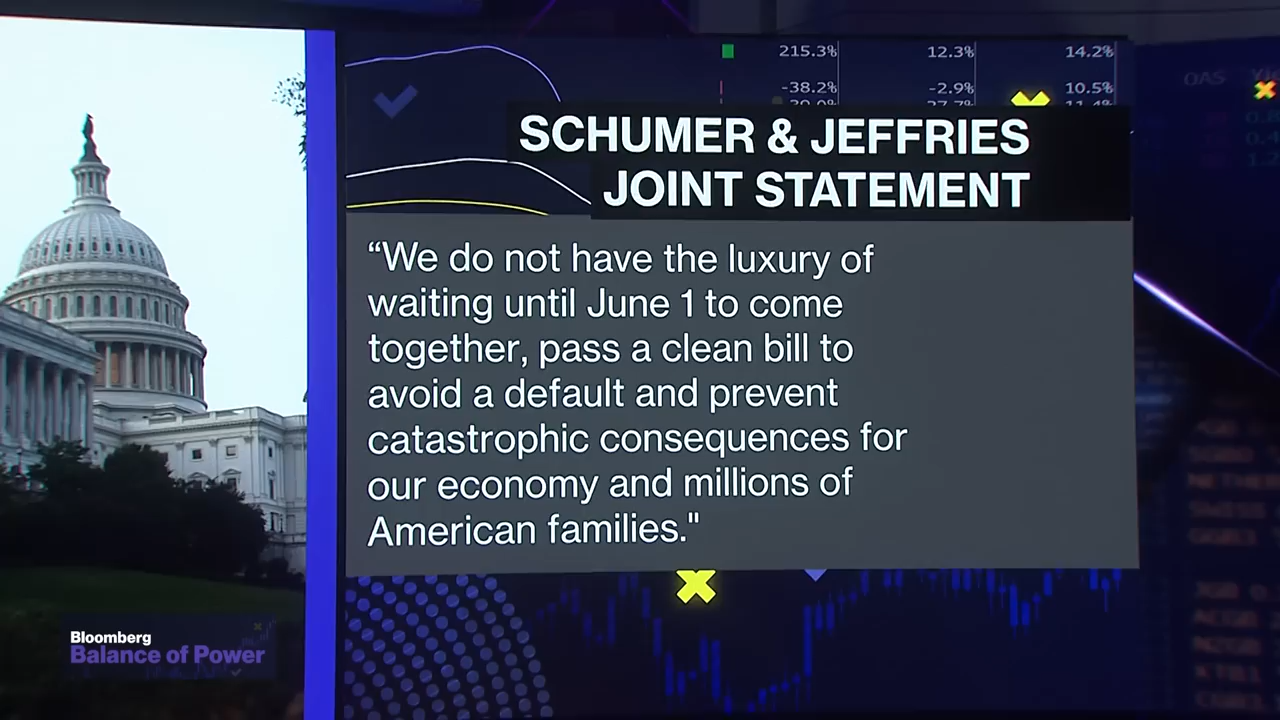 215.3% 12.3% 14.2%
-38.2% -2.9% 10.5%
OAS
SCHUMER & JEFFRIES
JOINT STATEMENT
“We do not have the luxury of
waiting until June 1 to come
together, pass a clean bill to
avoid a default and prevent
catastrophic consequences for
our economy and millions of
American families."
Bloomberg
Balance of Power